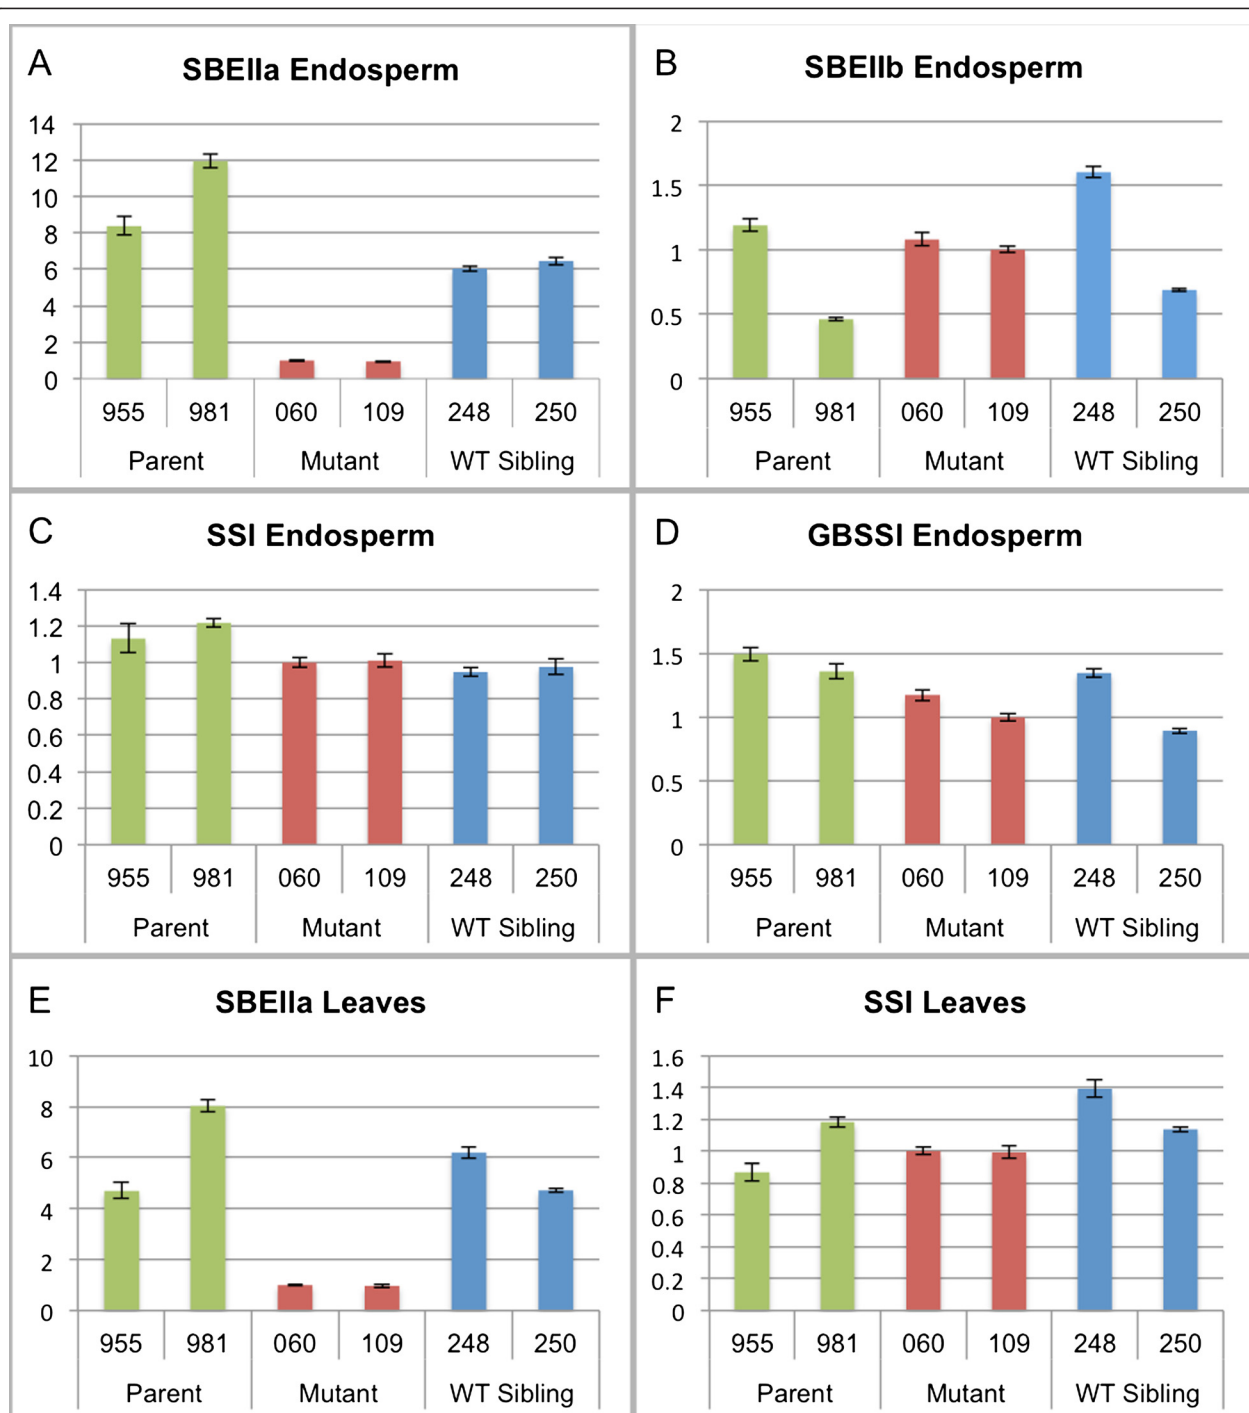 A
SBEIIa Endosperm
14
12
10
8
6
4
2
0
955 981 060 109 248 250
Parent Mutant WT Sibling
B
SBEIIb Endosperm
2
1.5
1
0.5
0
955 981 060 109 248 250
Parent Mutant WT Sibling
C
SSI Endosperm
1.4
1.2
1
0.8
0.6
0.4
0.2
0
955 981 060 109 248 250
Parent Mutant WT Sibling
D
GBSSI Endosperm
2
1.5
1
0.5
0
955 981 060 109 248 250
Parent Mutant WT Sibling
E
SBEIIa Leaves
10
8
6
4
2
0
955 981 060 109 248 250
Parent Mutant WT Sibling
F
SSI Leaves
1.6
1.4
1.2
1
0.8
0.6
0.4
0.2
0
955 981 060 109 248 250
Parent Mutant WT Sibling